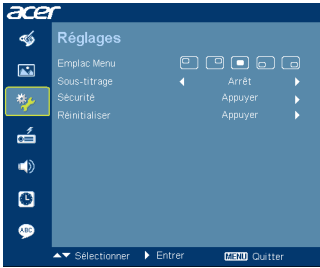 acer
Réglages
Emplac Menu
Sous-titrage Arrêt
Sécurité Appuyer
Réinitialiser Appuyer
ABC
Sélectionner Entrer MENU Quitter